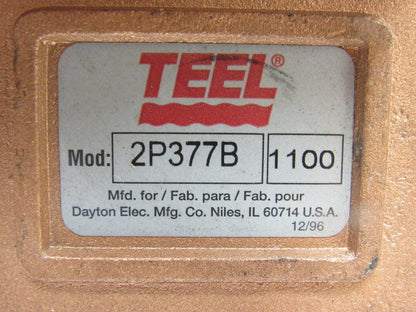 TEEL®
Mod: 2P377B 1100
Mfd. for / Fab. para / Fab. pour
Dayton Elec. Mfg. Co. Niles, IL 60714 U.S.A.
12/96